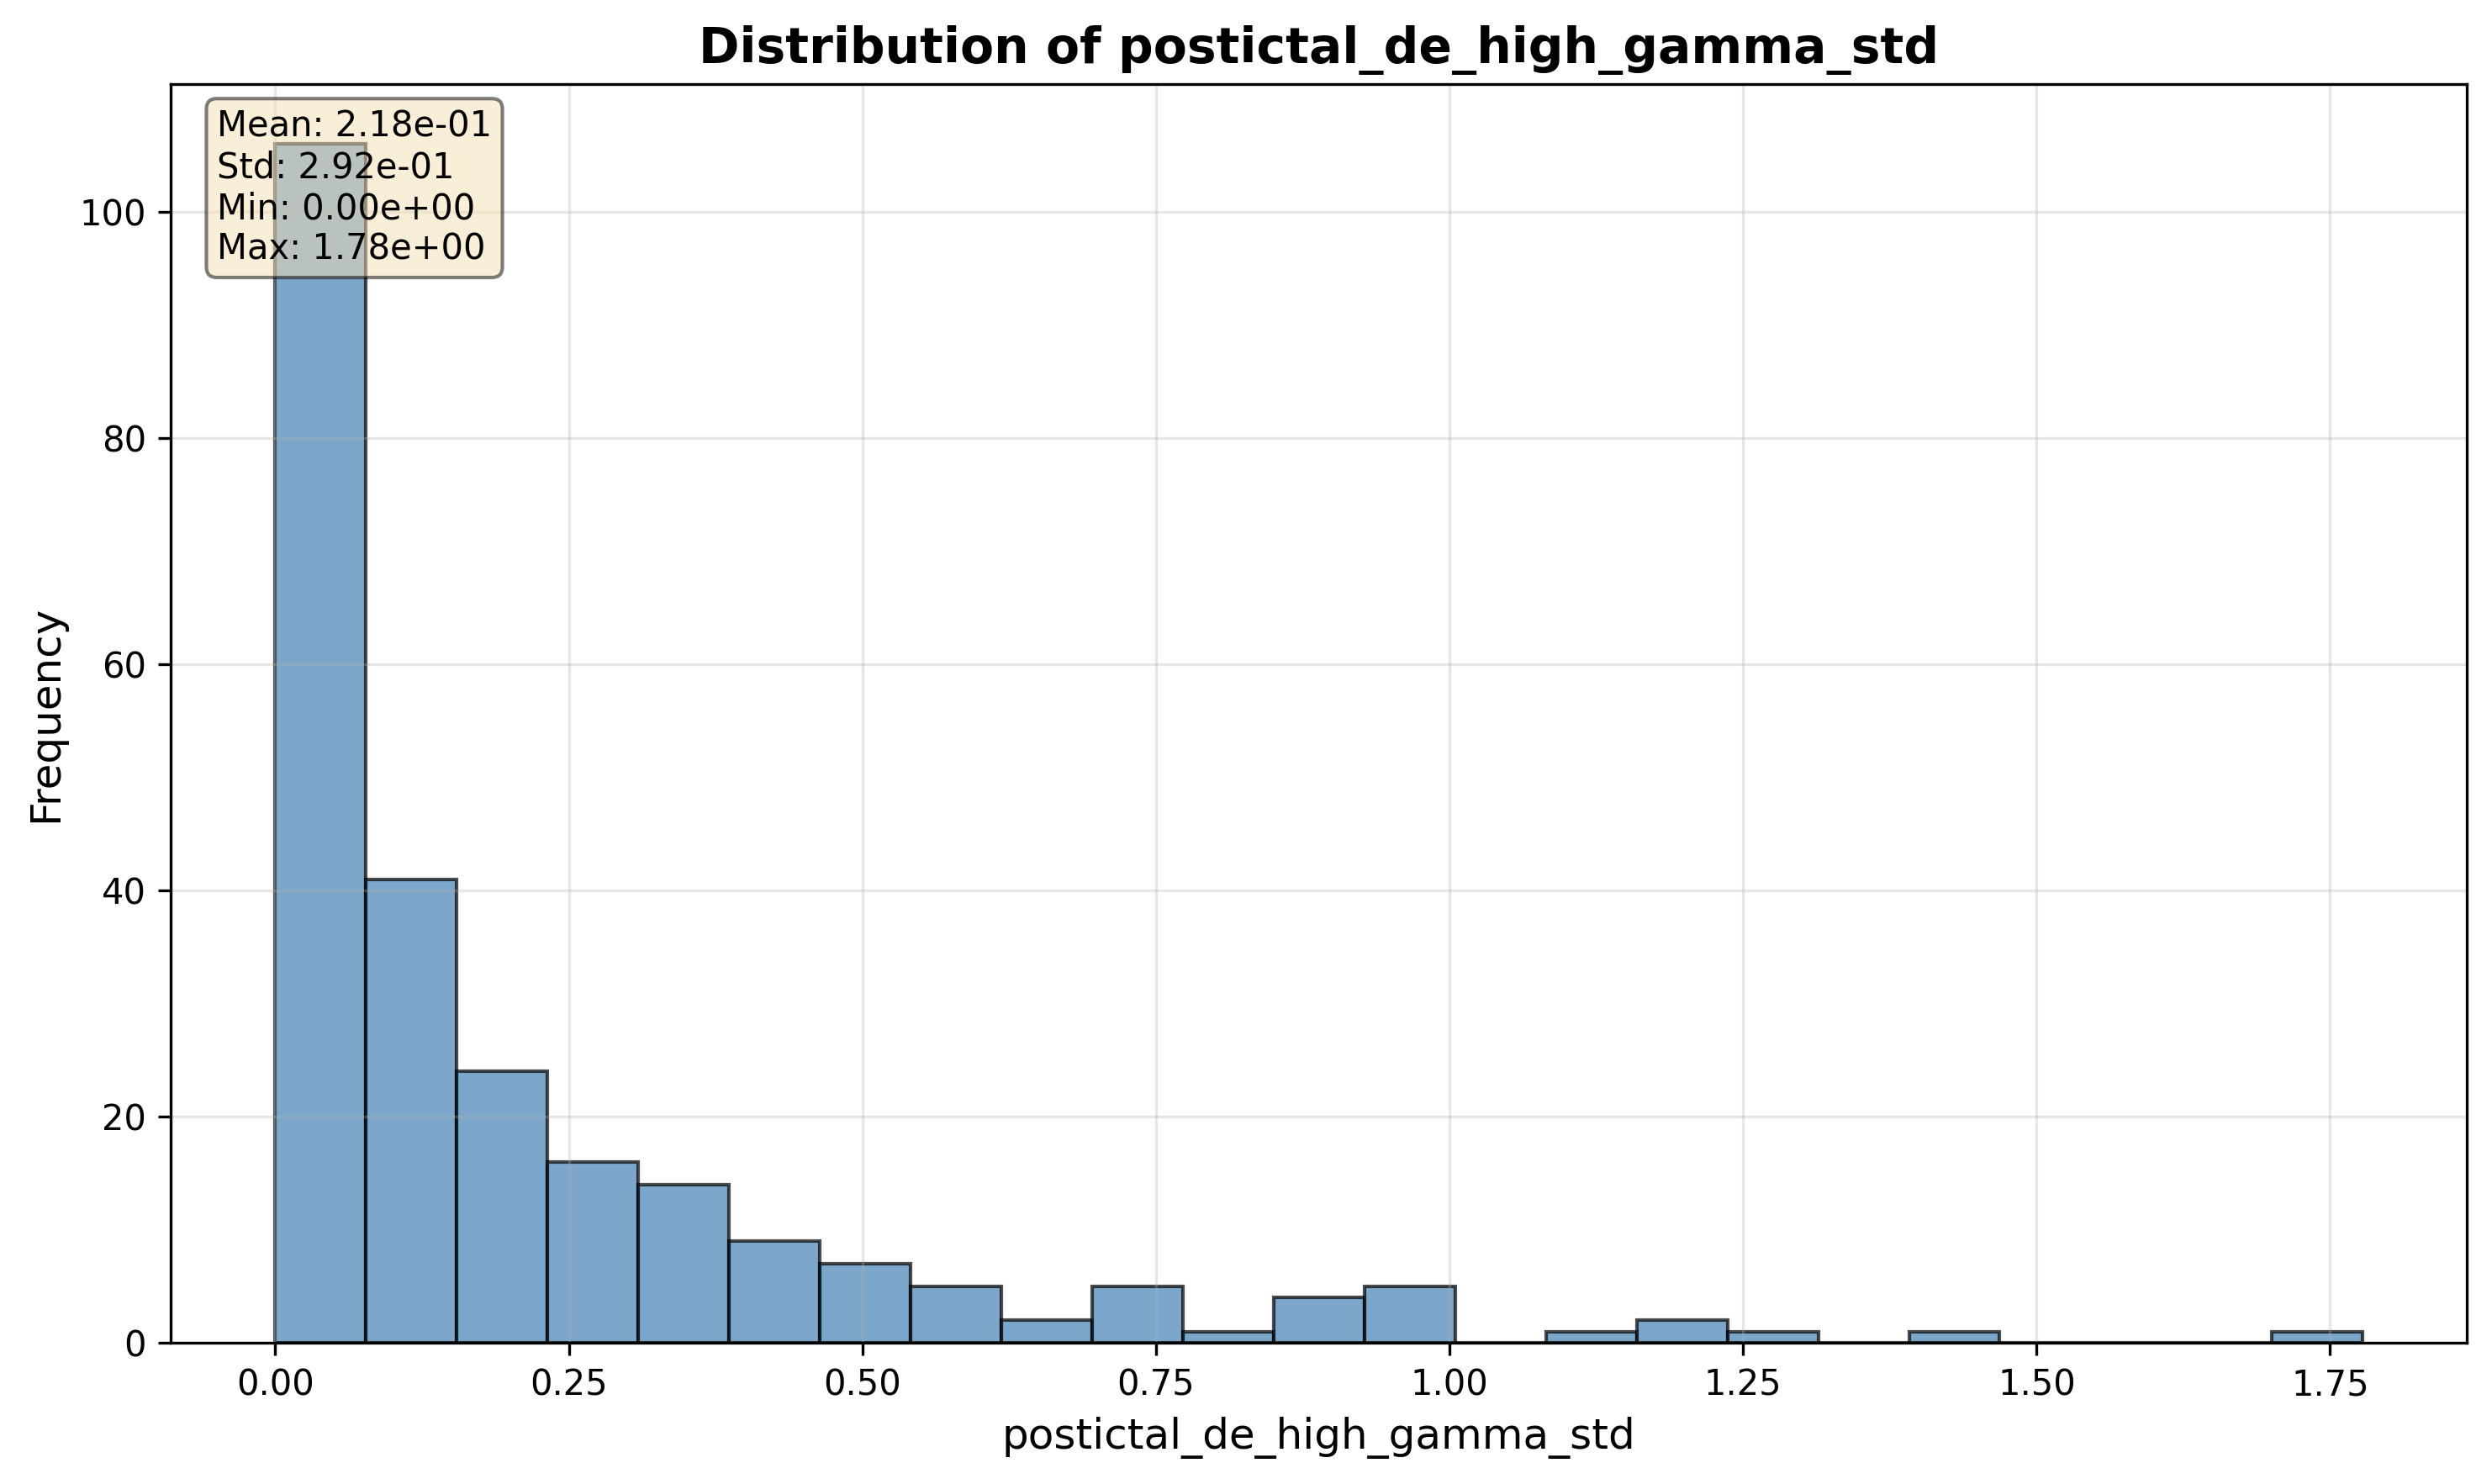 Distribution of postictal_de_high_gamma_std
Mean: 2.18e-01
Std: 2.92e-01
Min: 0.00e+00
Max: 1.78e+00
Frequency
100
80
60
40
20
0
0.00 0.25 0.50 0.75 1.00 1.25 1.50 1.75
postictal_de_high_gamma_std